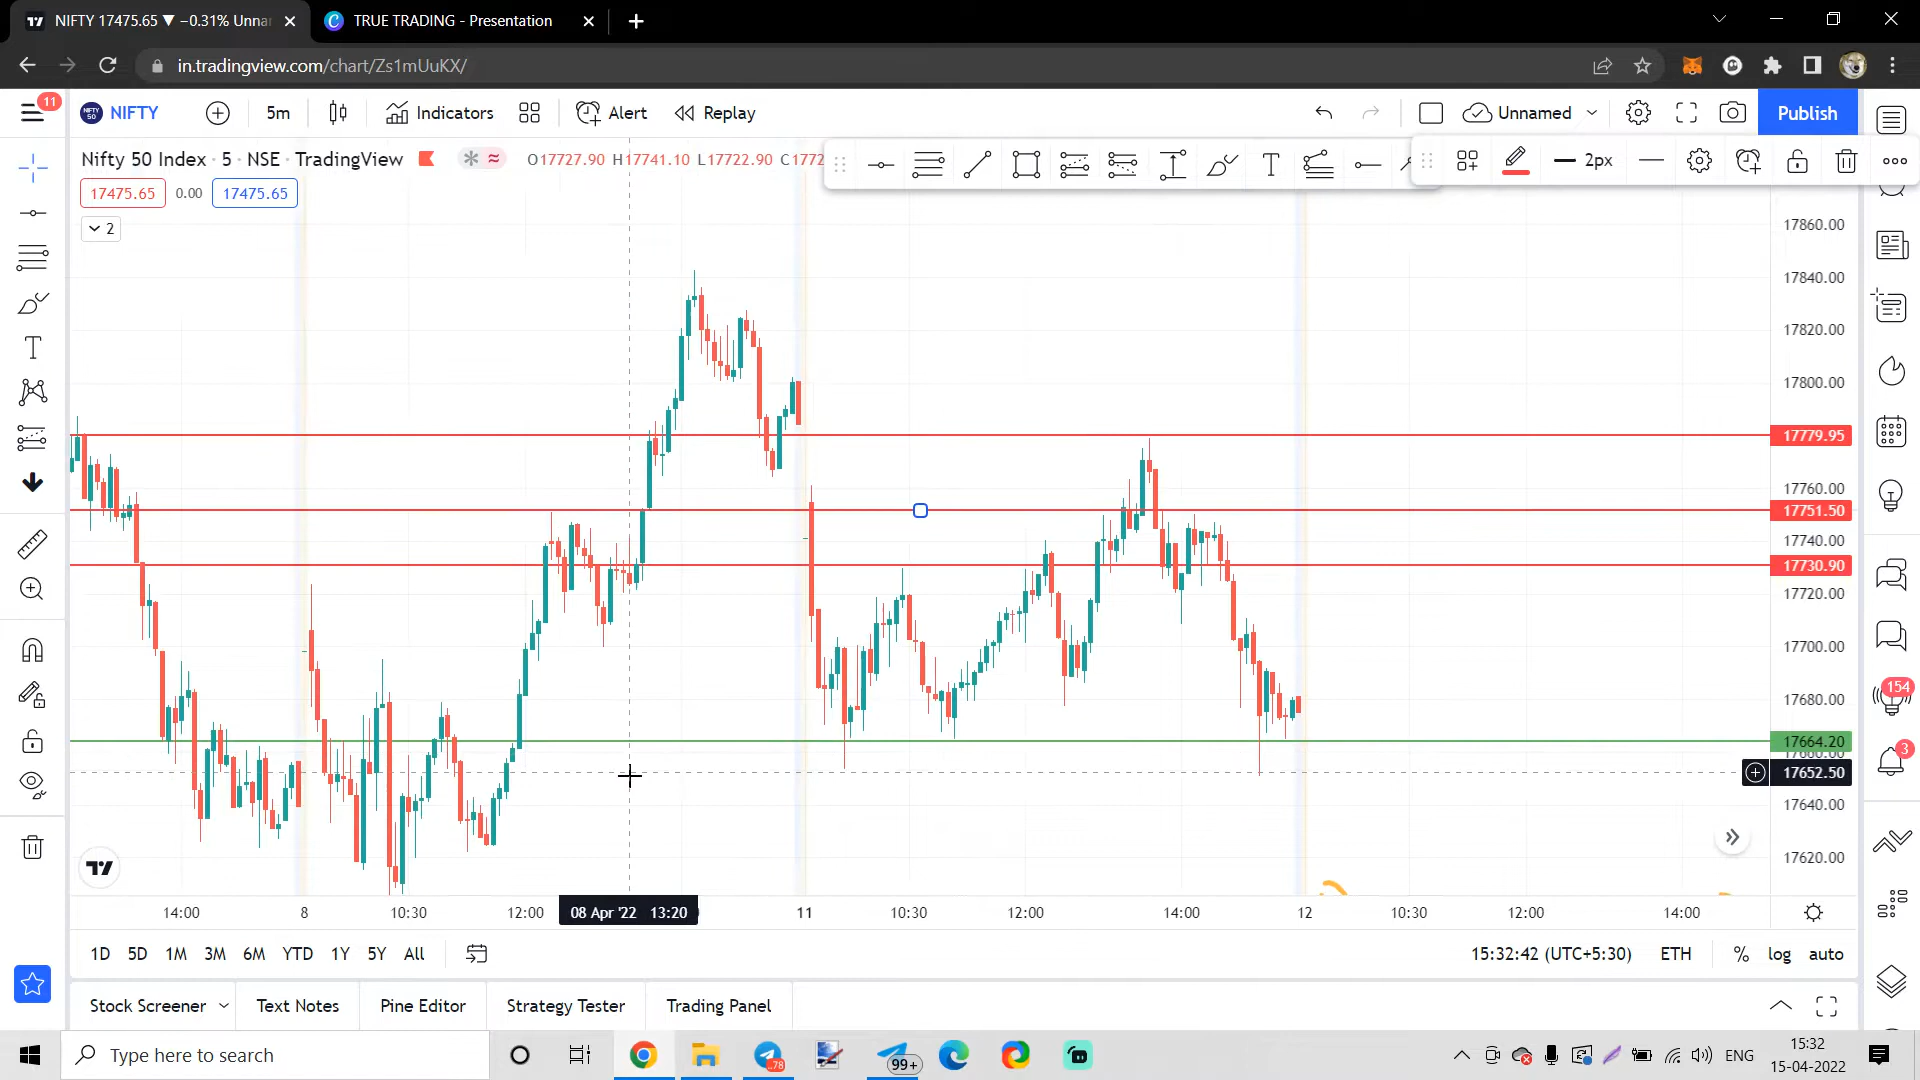 NIFTY 17475.65 ▼ −0.31% Unna
TRUE TRADING - Presentation
in.tradingview.com/chart/Zs1mUuKX/
11
NIFTY
5m
Indicators
Alert
Replay
Unnamed
Publish
Nifty 50 Index · 5 · NSE · TradingView
O17727.90 H17741.10 L17722.90 C1772
2px
17475.65 0.00 17475.65
2
17860.00
17840.00
17820.00
17800.00
17779.95
17760.00
17751.50
17740.00
17730.90
17720.00
17700.00
17680.00
17664.20
17660.00
17652.50
17640.00
17620.00
154
3
14:00 8 10:30 12:00 08 Apr '22 13:20 11 10:30 12:00 14:00 12 10:30 12:00 14:00
1D 5D 1M 3M 6M YTD 1Y 5Y All
15:32:42 (UTC+5:30) ETH % log auto
Stock Screener Text Notes Pine Editor Strategy Tester Trading Panel
Type here to search
99+
ENG
15:32
15-04-2022